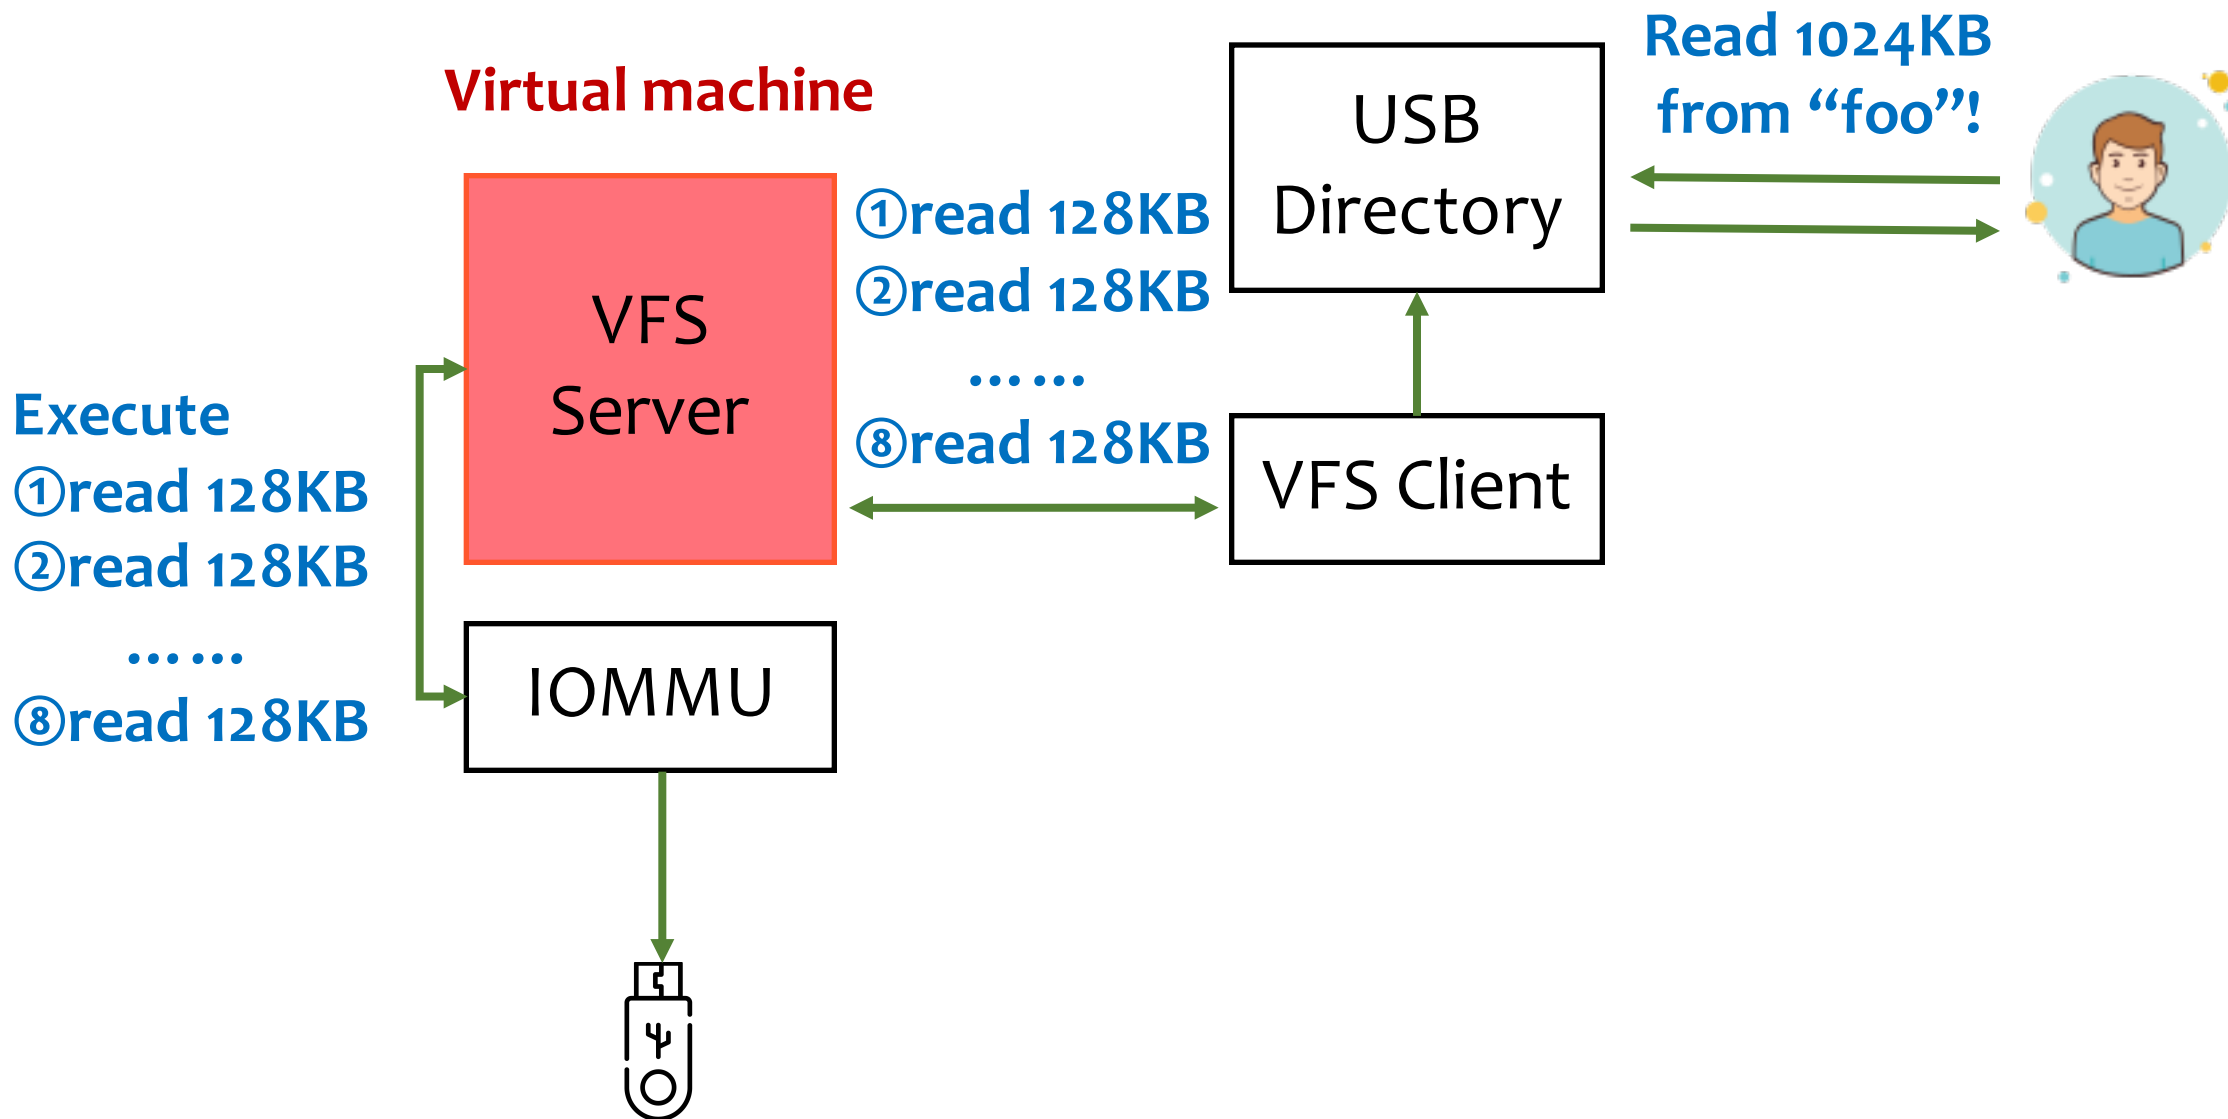 Virtual machine
VFS
Server
Execute
①read 128KB
②read 128KB
……
⑧read 128KB
IOMMU
①read 128KB
②read 128KB
……
⑧read 128KB
USB
Directory
VFS Client
Read 1024KB
from “foo”!